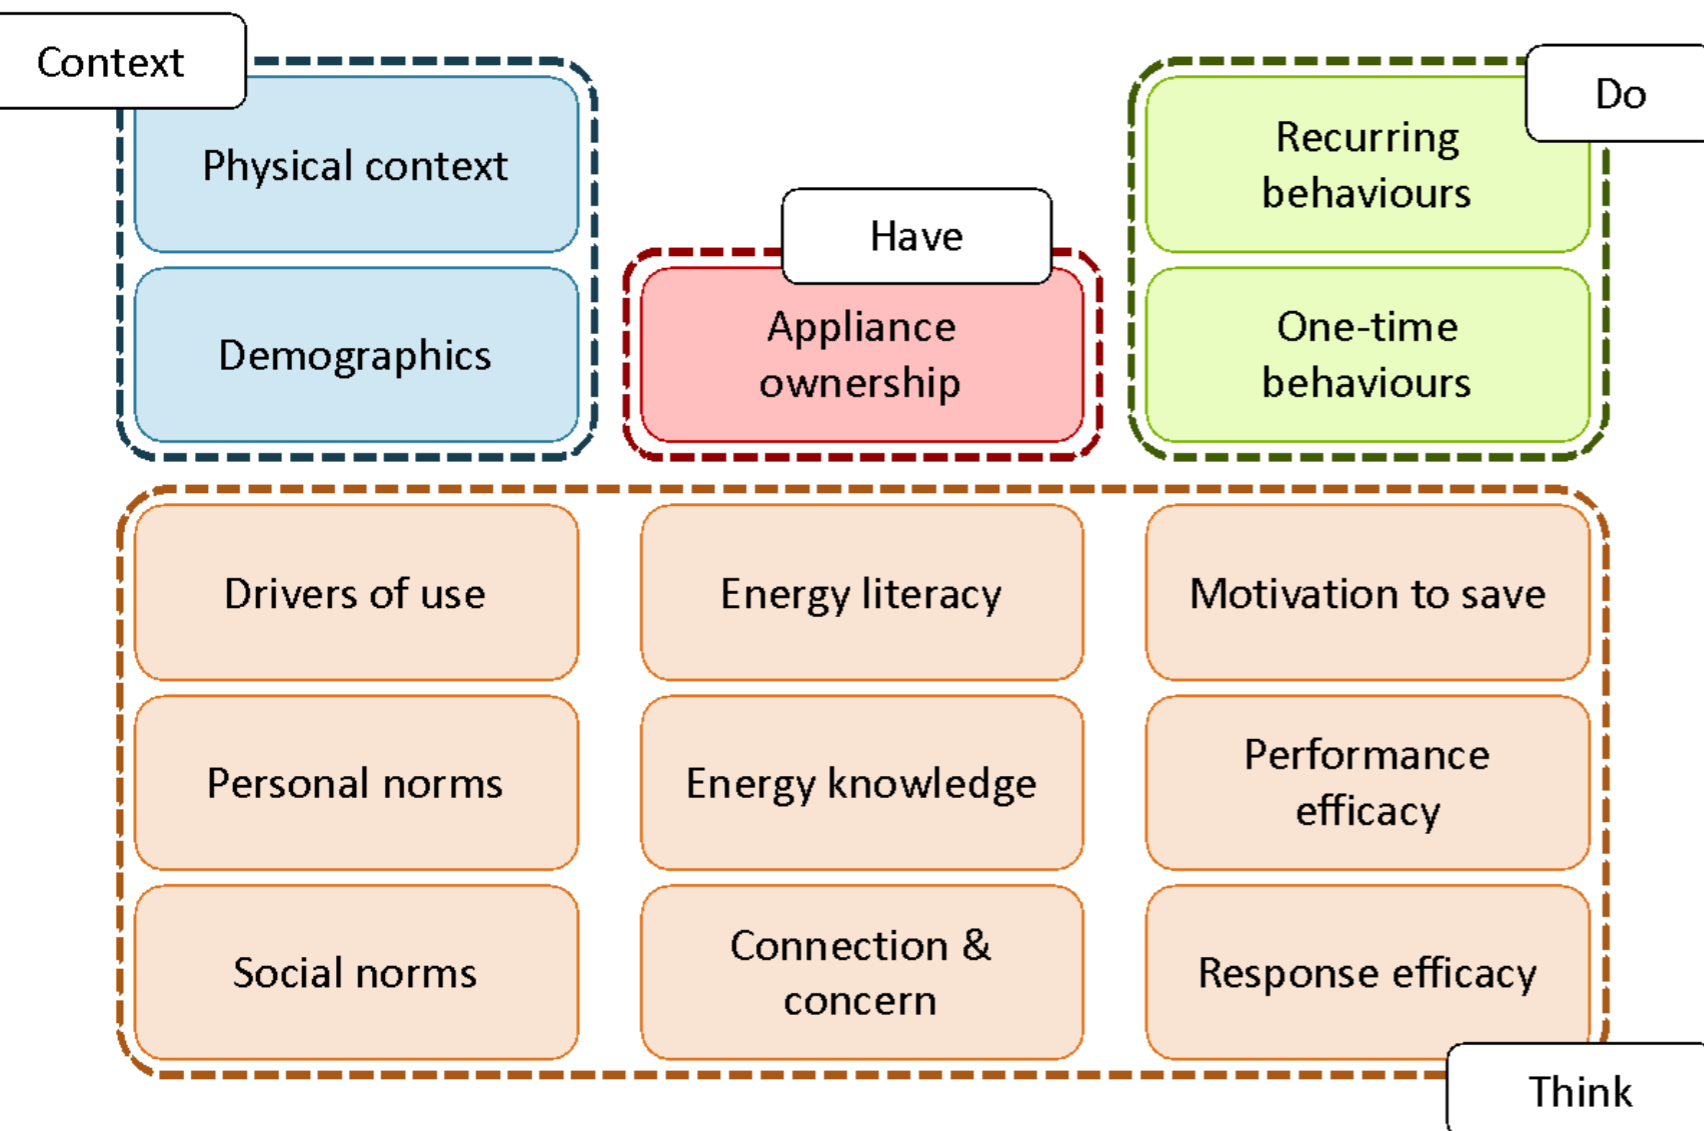 Context
Physical context
Demographics
Have
Appliance
ownership
Do
Recurring
behaviours
One-time
behaviours
Drivers of use
Energy literacy
Motivation to save
Personal norms
Energy knowledge
Performance
efficacy
Social norms
Connection &
concern
Response efficacy
Think